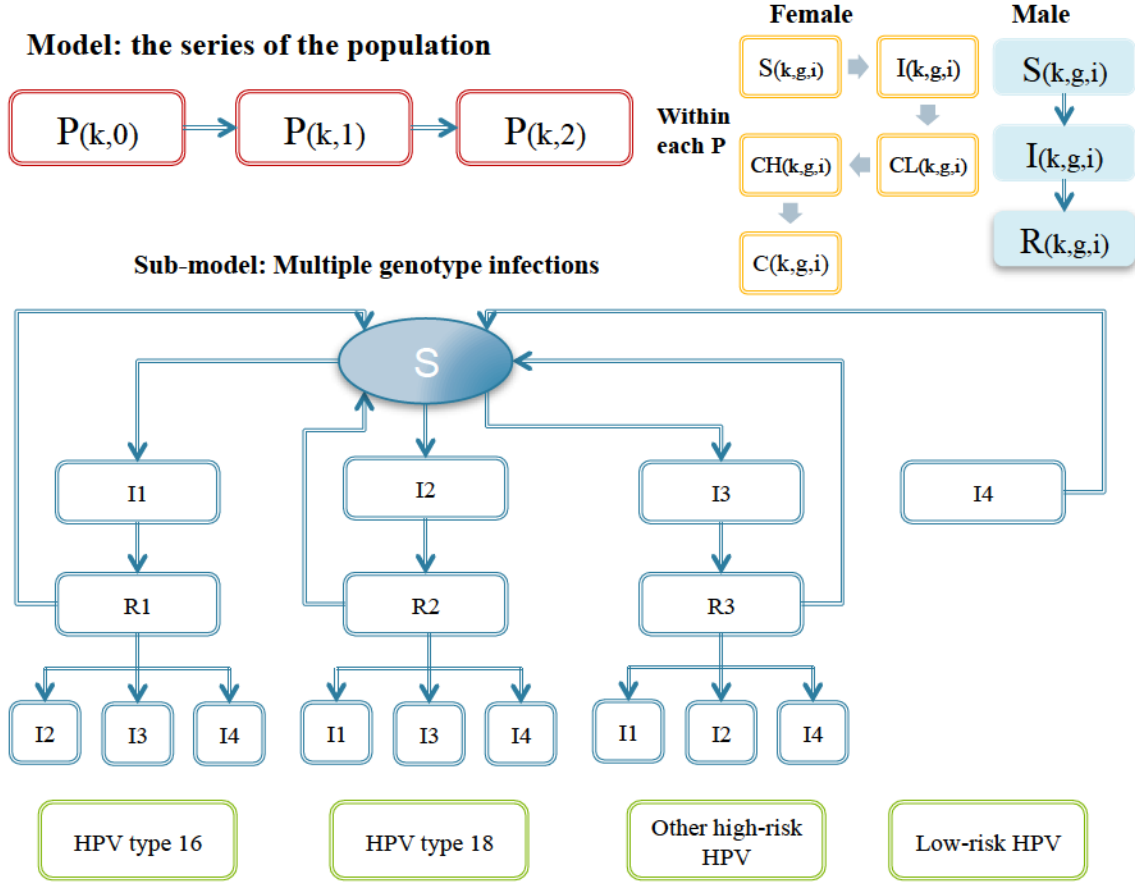 Model: the series of the population
P(k,0)
P(k,1)
P(k,2)
Female
Male
Within
each P
S(k,g,i)
I(k,g,i)
CH(k,g,i)
CL(k,g,i)
C(k,g,i)
S(k,g,i)
I(k,g,i)
R(k,g,i)
Sub-model: Multiple genotype infections
S
I1
I2
I3
I4
R1
R2
R3
I2
I3
I4
I1
I3
I4
I1
I2
I4
HPV type 16
HPV type 18
Other high-risk
HPV
Low-risk HPV